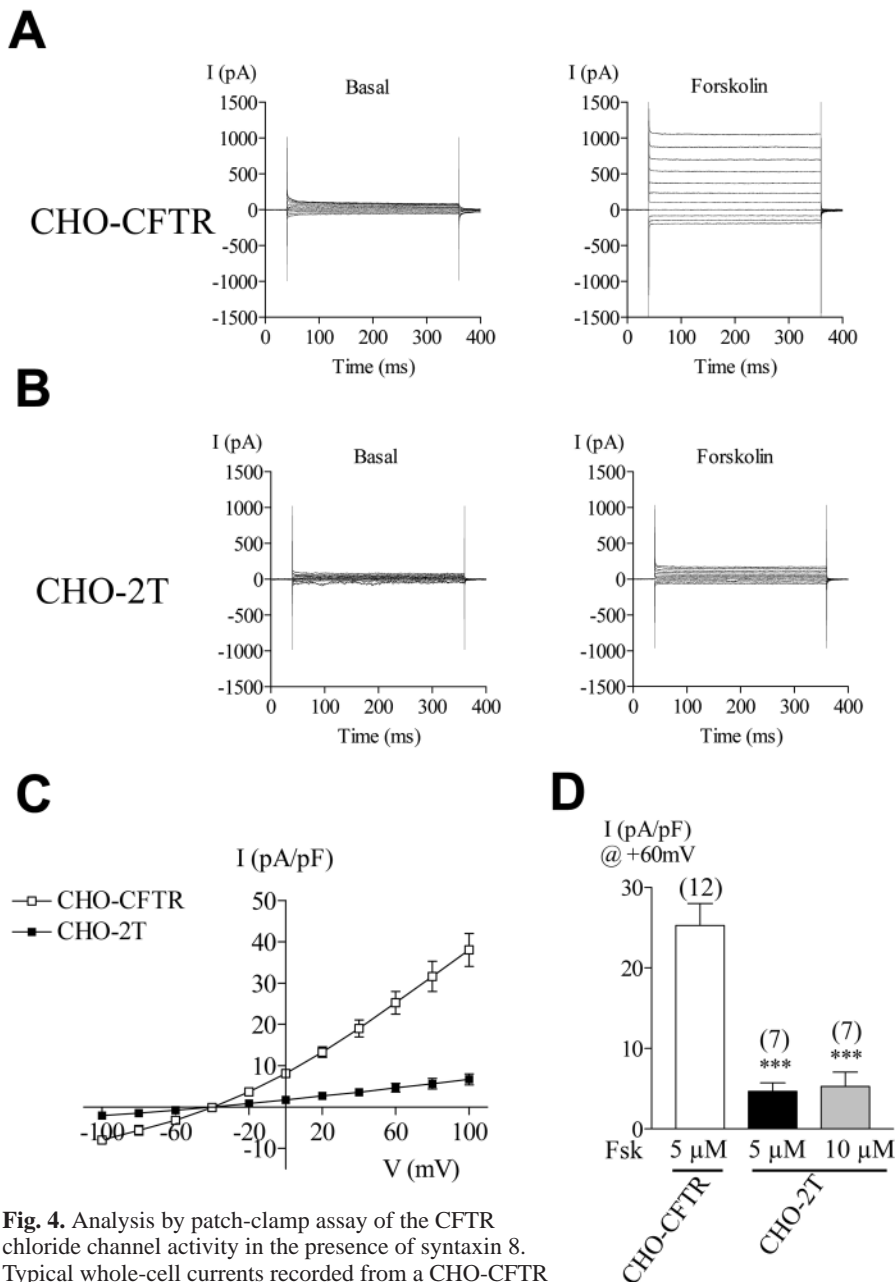 A
I (pA)
Basal
1500
1000
500
0
-500
-1000
-1500
0 100 200 300 400
Time (ms)
I (pA)
Forskolin
1500
1000
500
0
-500
-1000
-1500
0 100 200 300 400
Time (ms)
CHO-CFTR
B
I (pA)
Basal
1500
1000
500
0
-500
-1000
-1500
0 100 200 300 400
Time (ms)
I (pA)
Forskolin
1500
1000
500
0
-500
-1000
-1500
0 100 200 300 400
Time (ms)
CHO-2T
C
I (pA/pF)
CHO-CFTR
CHO-2T
50
40
30
20
10
-10
-100 -60 -20 20 60 100
V (mV)
D
I (pA/pF)
@ +60mV
30
20
10
0
(12)
(7)
***
(7)
***
Fsk 5 µM 5 µM 10 µM
CHO-CFTR
CHO-2T
Fig. 4. Analysis by patch-clamp assay of the CFTR
chloride channel activity in the presence of syntaxin 8.
Typical whole-cell currents recorded from a CHO-CFTR